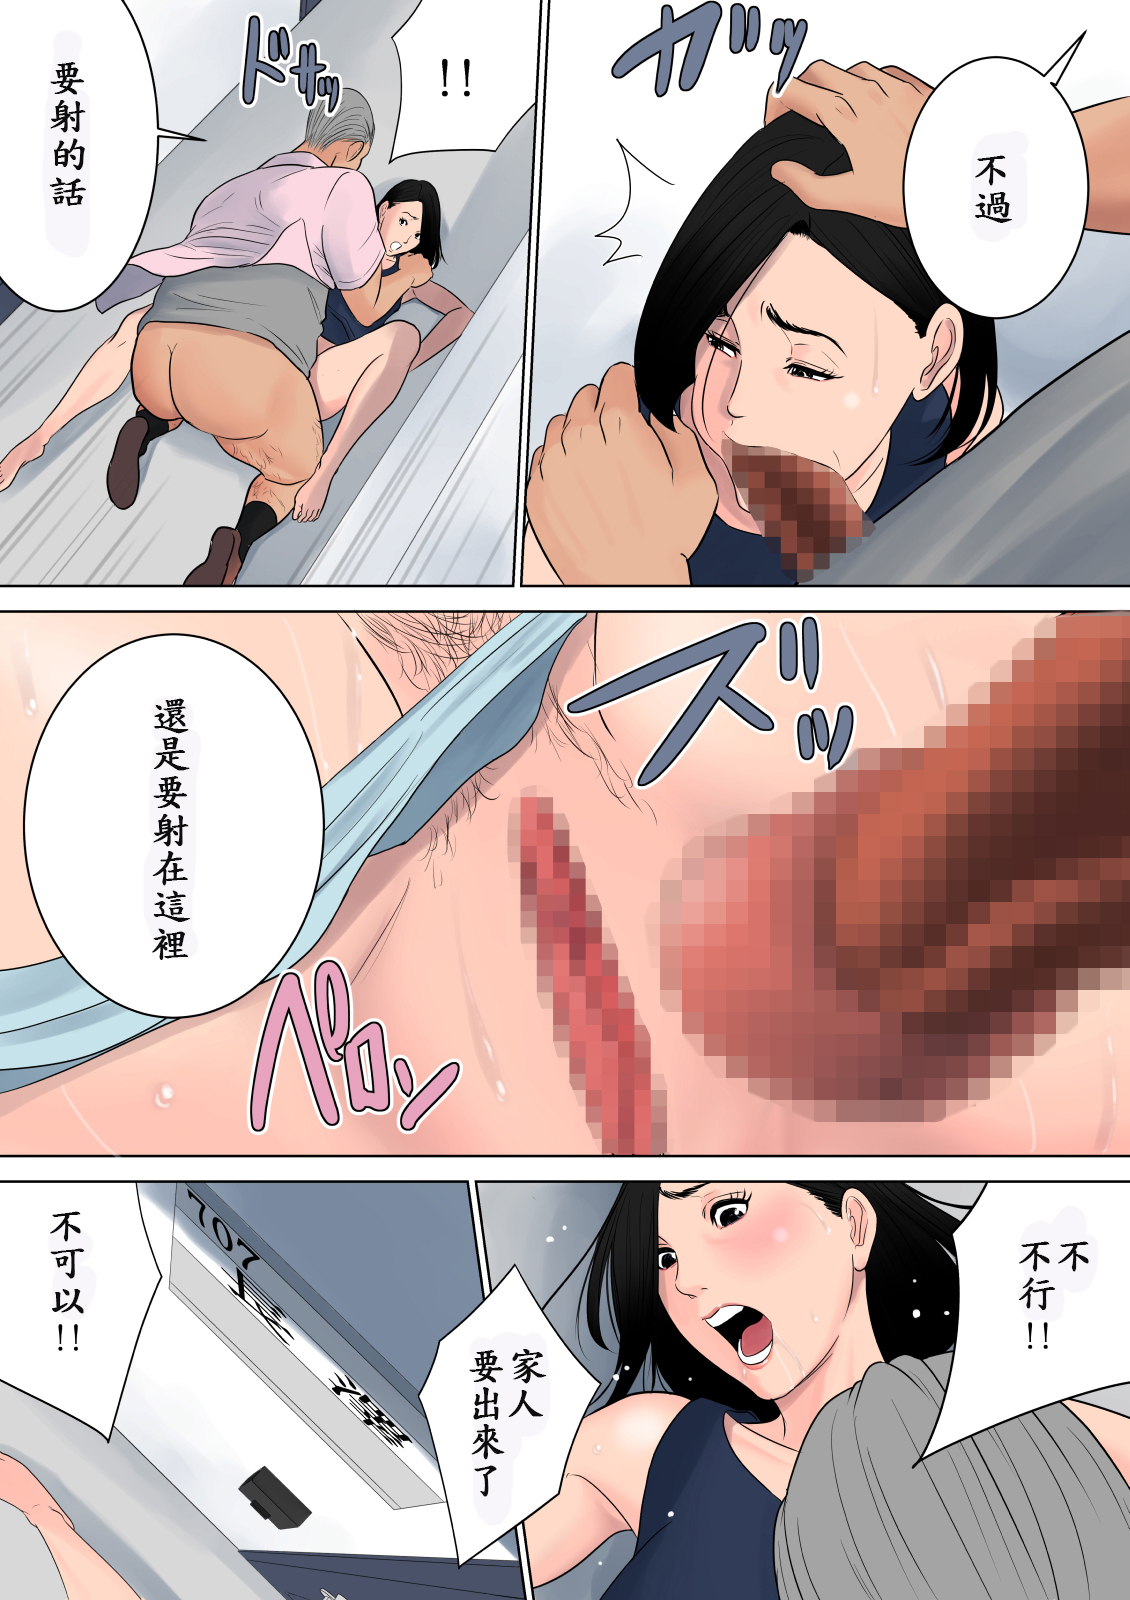 ガッ
不過
!!
ドサッ
要射的話
ズッ
還是要射在這裡
ペロン
不
不行!!
家人
要出來了
707
不可以!!